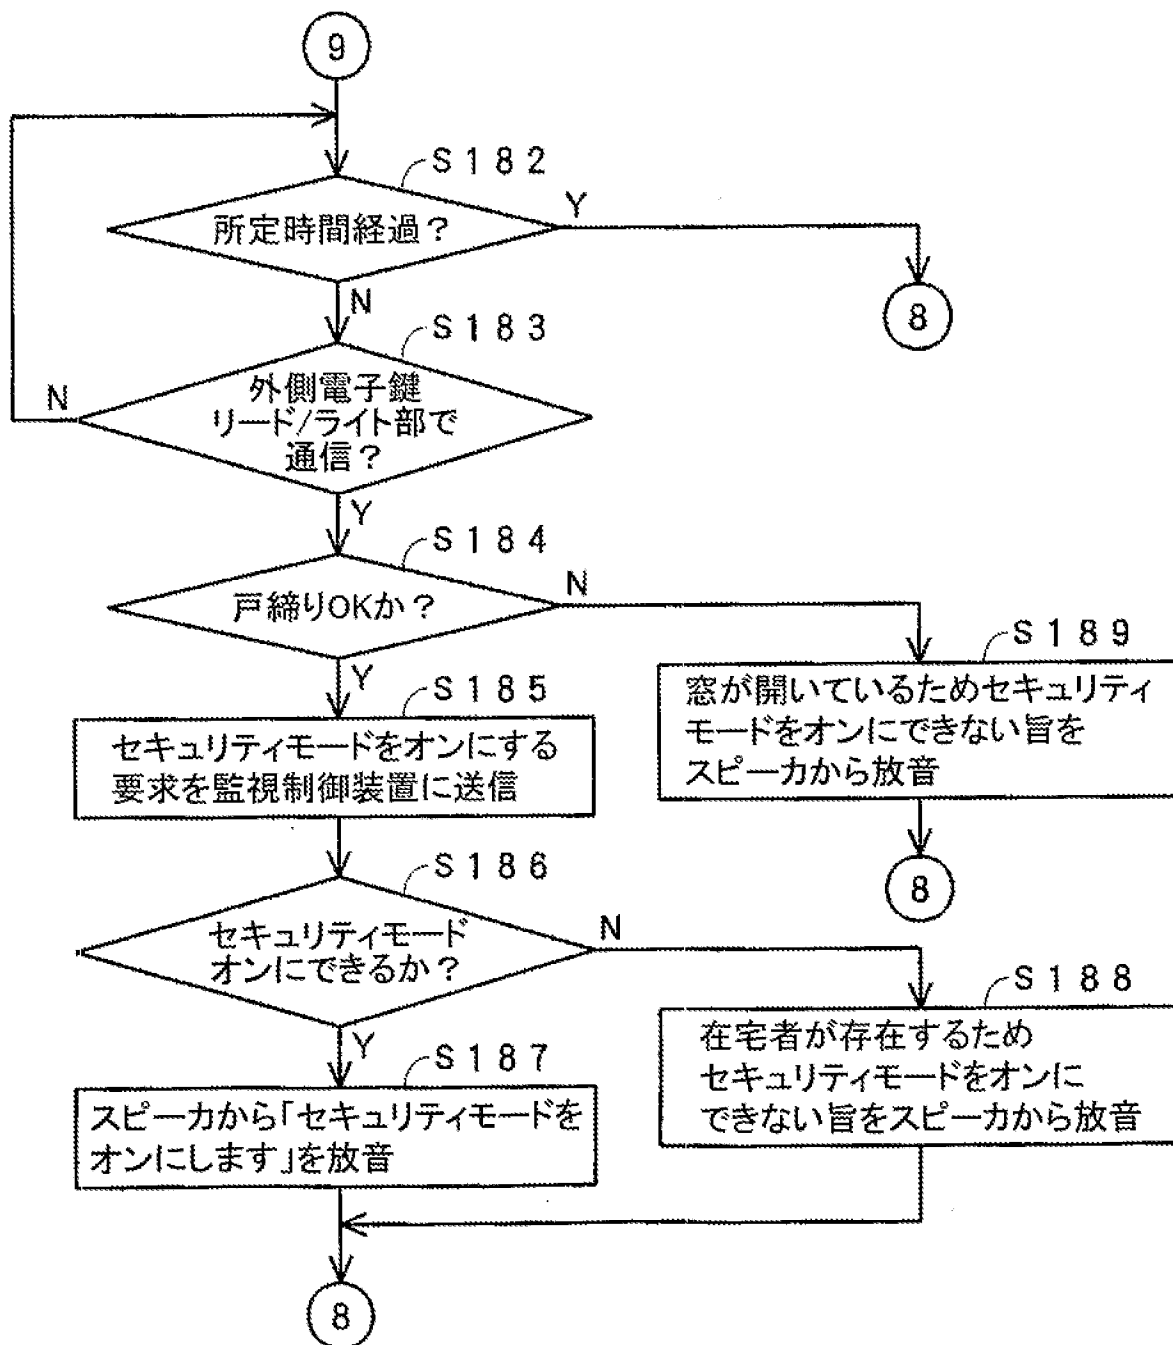 9
S182
所定時間経過?
Y
8
N
S183
外側電子鍵
リード/ライト部で
通信?
N
Y
S184
戸締りOKか?
N
Y
S189
窓が開いているためセキュリティ
モードをオンにできない旨を
スピーカから放音
8
S185
セキュリティモードをオンにする
要求を監視制御装置に送信
S186
セキュリティモード
オンにできるか?
N
Y
S188
在宅者が存在するため
セキュリティモードをオンに
できない旨をスピーカから放音
S187
スピーカから「セキュリティモードを
オンにします」を放音
8